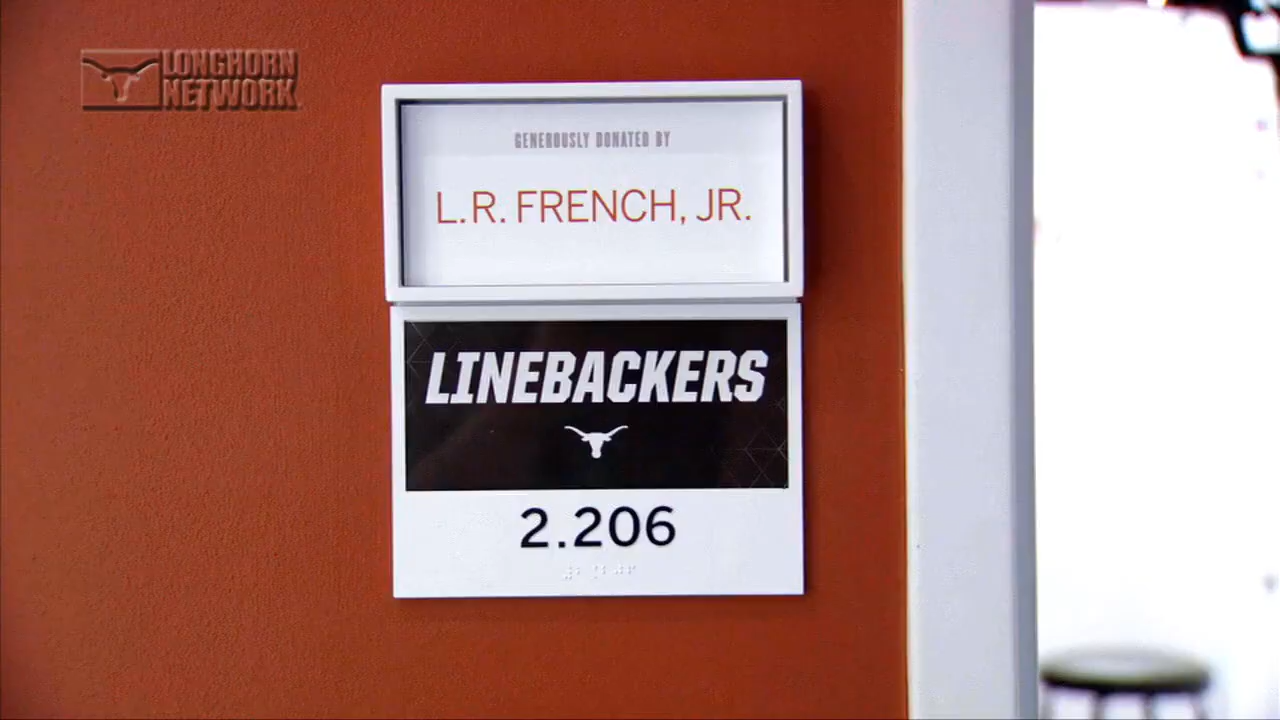 LONGHORN
NETWORK
GENEROUSLY DONATED BY
L.R. FRENCH, JR.
LINEBACKERS
2.206